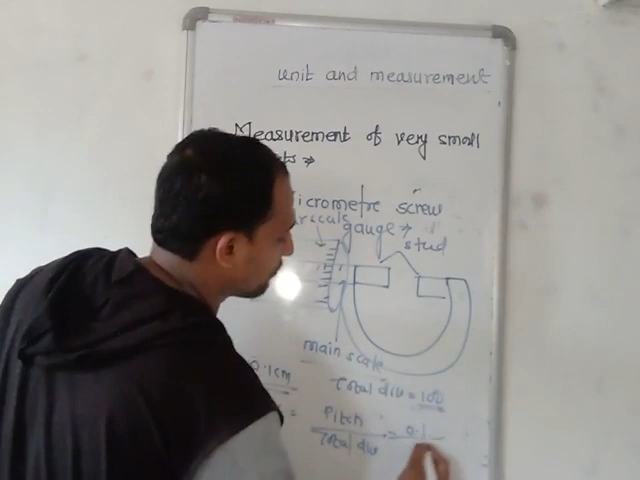 unit and measurement
Measurement of very small
icrometre screw
gauge →
stud
main scale
0.1cm
Total div = 100
= Pitch
Total div
= 0.1